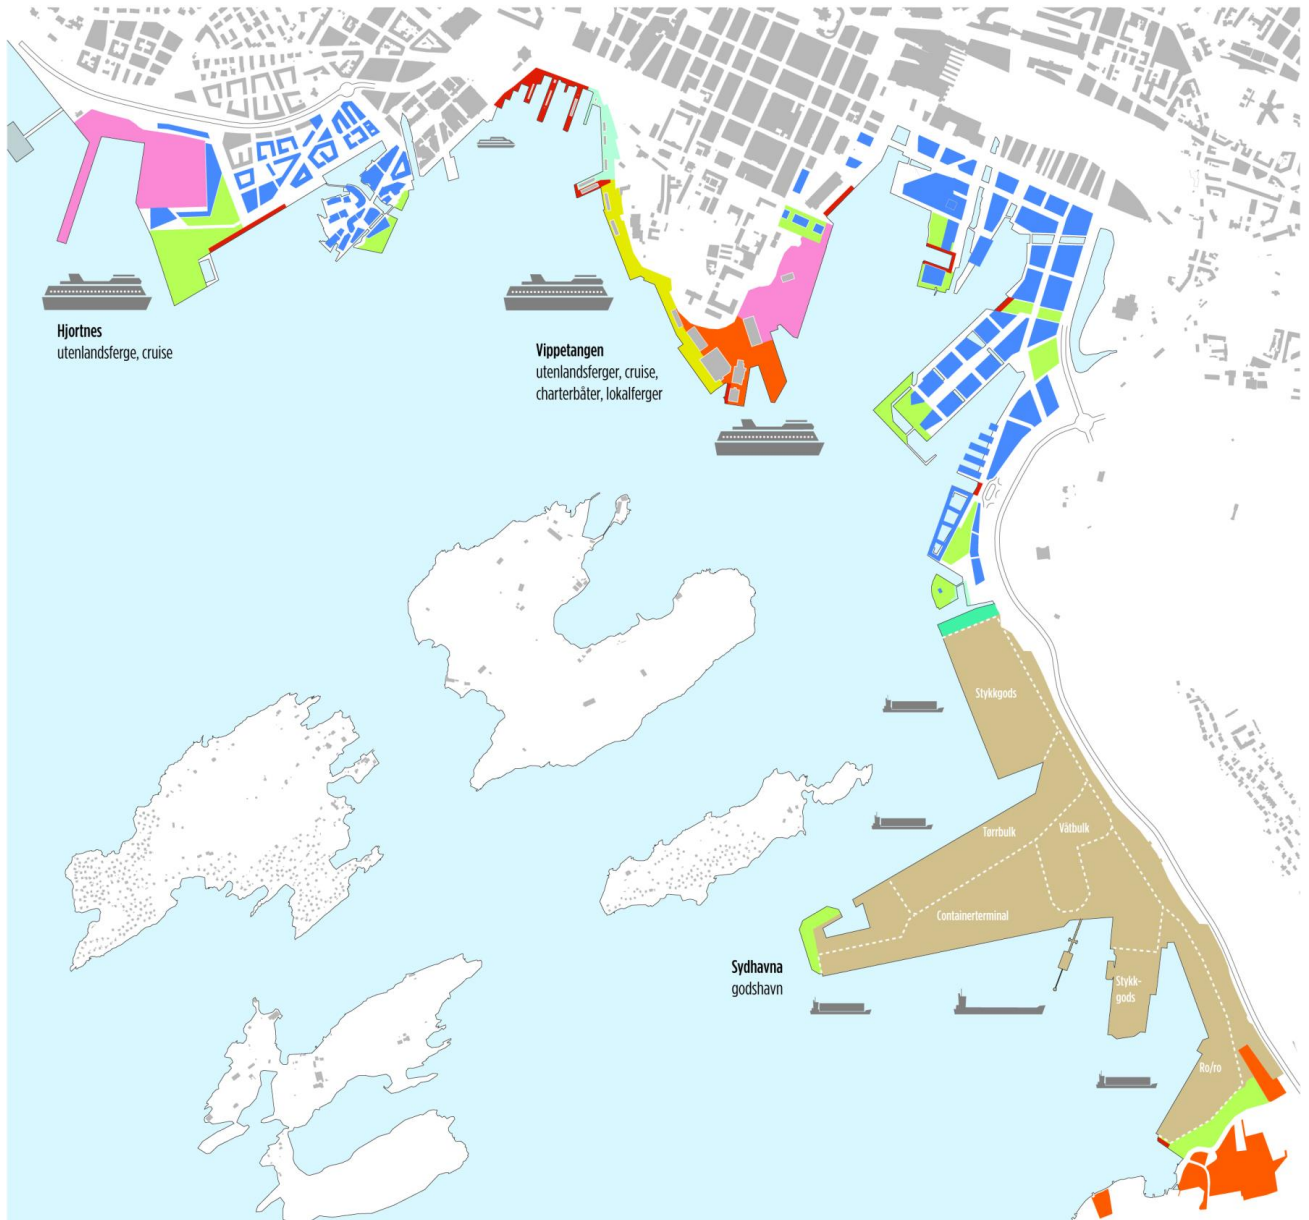 Hjortnes
utenlandsferge, cruise
Vippetangen
utenlandsferger, cruise,
charterbåter, lokalferger
Stykkgods
Tørrbulk
Våtbulk
Containerterminal
Sydhavna
godshavn
Stykk-
gods
Ro/ro